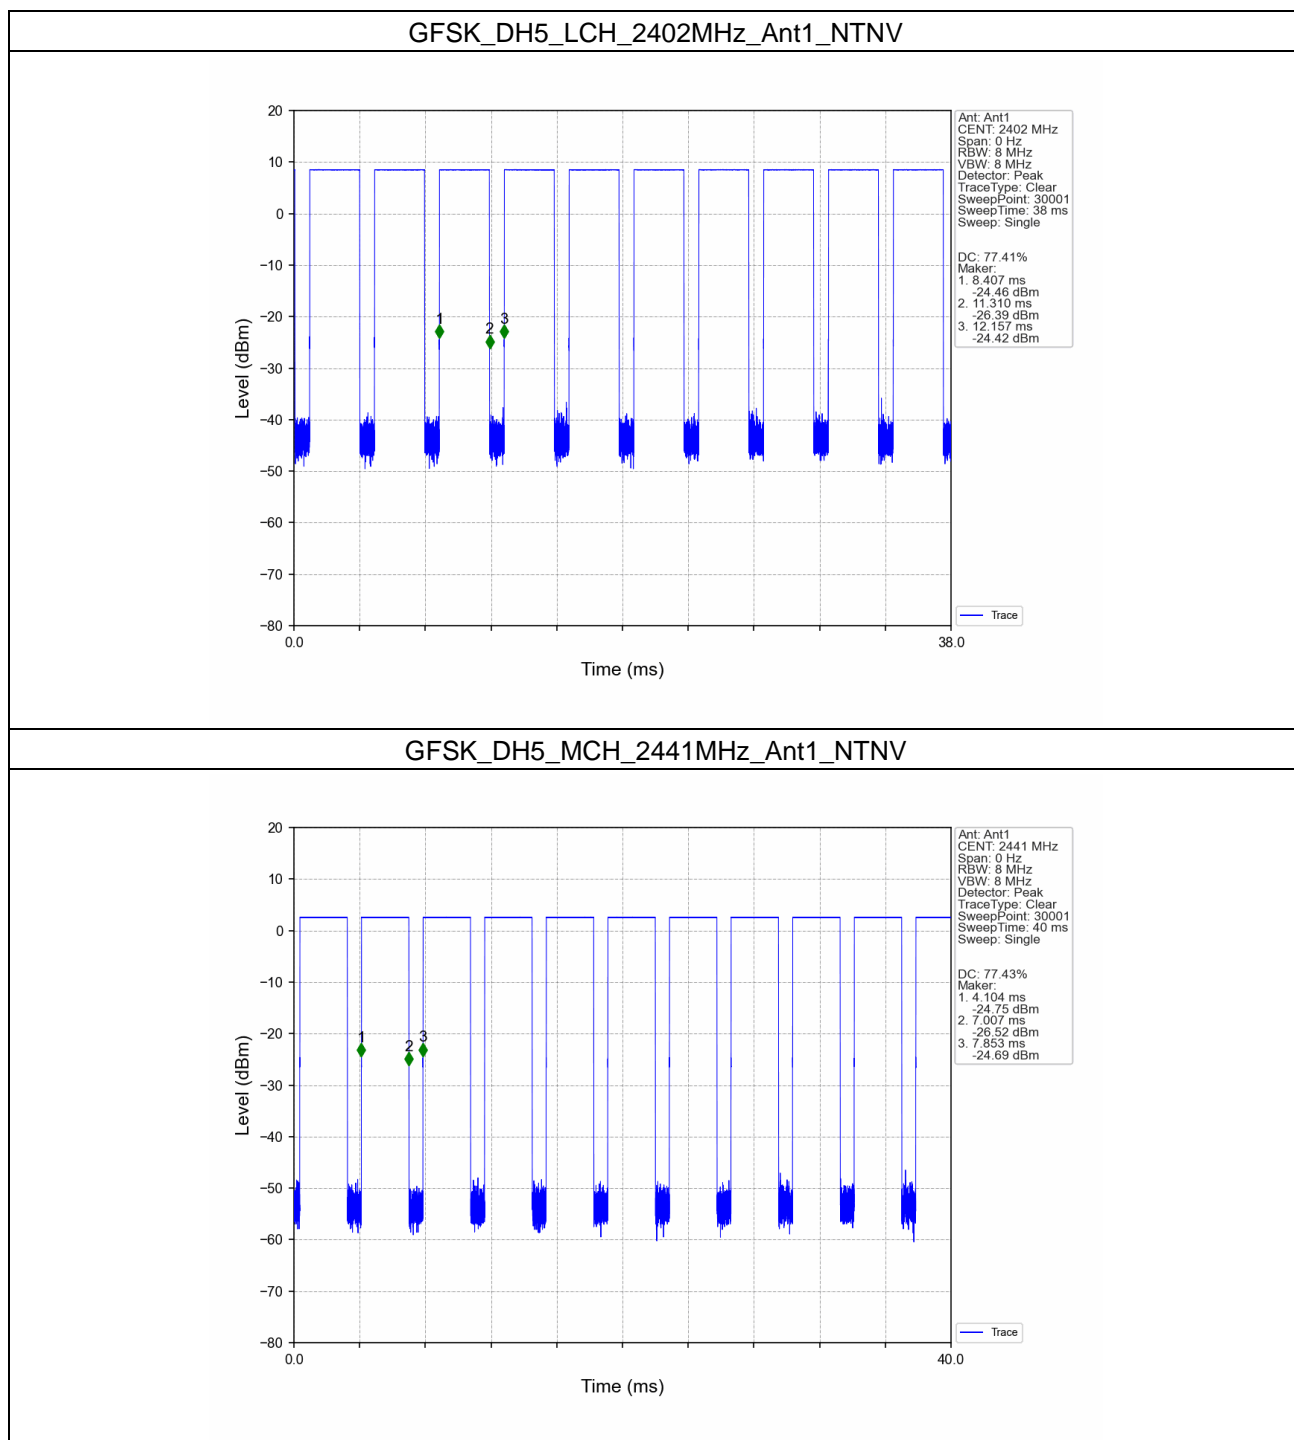 GFSK_DH5_LCH_2402MHz_Ant1_NTNV
20
10
0
−10
−20
−30
−40
−50
−60
−70
−80
Level (dBm)
1
2
3
0.0
38.0
Time (ms)
Ant: Ant1
CENT: 2402 MHz
Span: 0 Hz
RBW: 8 MHz
VBW: 8 MHz
Detector: Peak
TraceType: Clear
SweepPoint: 30001
SweepTime: 38 ms
Sweep: Single
DC: 77.41%
Maker:
1. 8.407 ms
-24.46 dBm
2. 11.310 ms
-26.39 dBm
3. 12.157 ms
-24.42 dBm
Trace
GFSK_DH5_MCH_2441MHz_Ant1_NTNV
20
10
0
−10
−20
−30
−40
−50
−60
−70
−80
Level (dBm)
1
2
3
0.0
40.0
Time (ms)
Ant: Ant1
CENT: 2441 MHz
Span: 0 Hz
RBW: 8 MHz
VBW: 8 MHz
Detector: Peak
TraceType: Clear
SweepPoint: 30001
SweepTime: 40 ms
Sweep: Single
DC: 77.43%
Maker:
1. 4.104 ms
-24.75 dBm
2. 7.007 ms
-26.52 dBm
3. 7.853 ms
-24.69 dBm
Trace